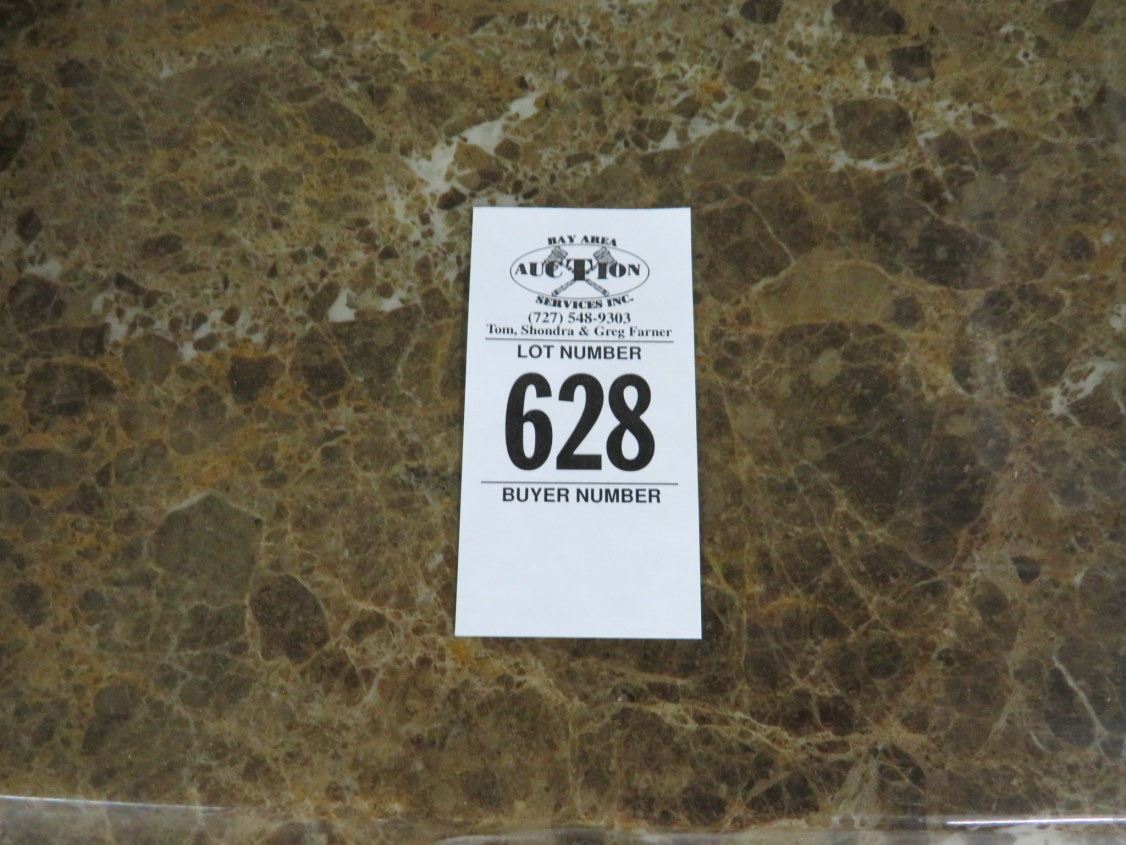 BAY AREA
AUCTION
SERVICES INC.
(727) 548-9303
Tom, Shondra & Greg Farner
LOT NUMBER
628
BUYER NUMBER